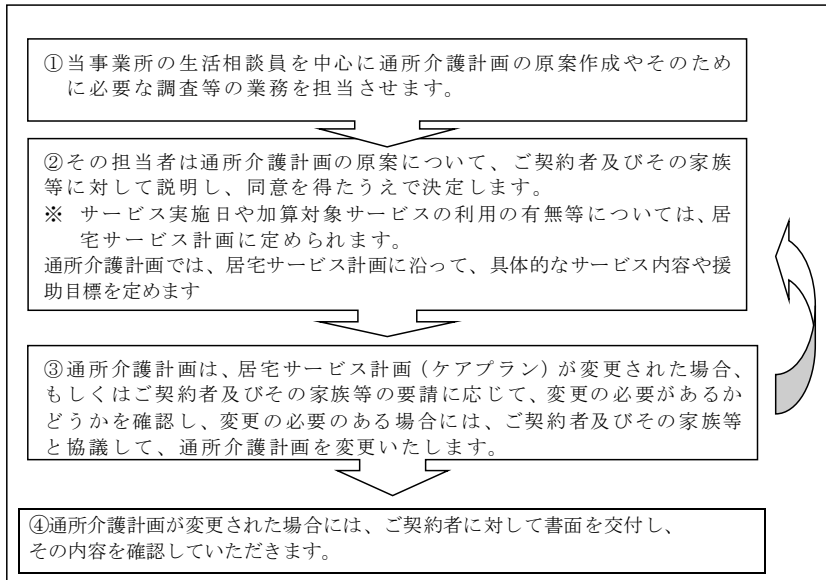 ①当事業所の生活相談員を中心に通所介護計画の原案作成やそのため
に必要な調査等の業務を担当させます。
②その担当者は通所介護計画の原案について、ご契約者及びその家族
等に対して説明し、同意を得たうえで決定します。
※ サービス実施日や加算対象サービスの利用の有無等については、居
宅サービス計画に定められます。
通所介護計画では、居宅サービス計画に沿って、具体的なサービス内容や援
助目標を定めます
③通所介護計画は、居宅サービス計画（ケアプラン）が変更された場合、
もしくはご契約者及びその家族等の要請に応じて、変更の必要があるか
どうかを確認し、変更の必要のある場合には、ご契約者及びその家族等
と協議して、通所介護計画を変更いたします。
④通所介護計画が変更された場合には、ご契約者に対して書面を交付し、
その内容を確認していただきます。